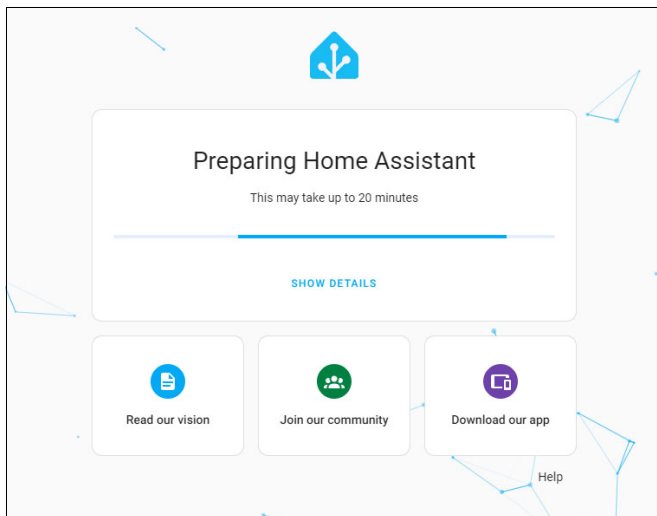 Preparing Home Assistant
This may take up to 20 minutes
SHOW DETAILS
Read our vision
Join our community
Download our app
Help